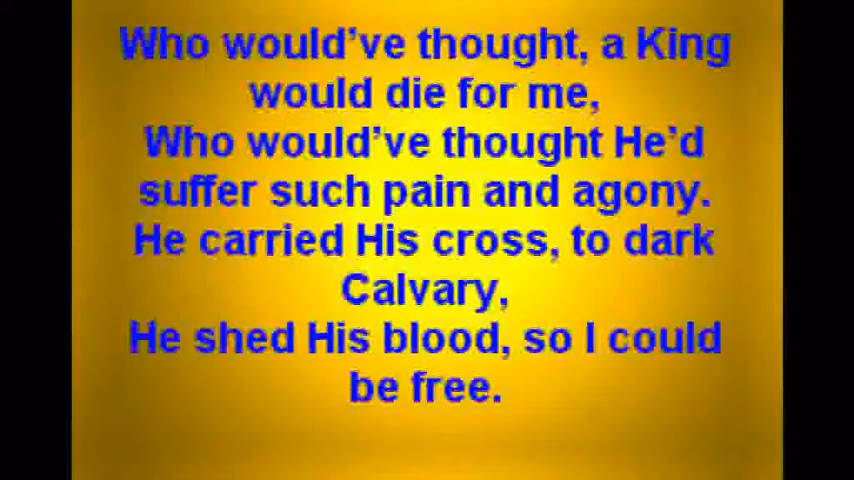 Who would’ve thought, a King
would die for me,
Who would’ve thought He’d
suffer such pain and agony.
He carried His cross, to dark
Calvary,
He shed His blood, so I could
be free.